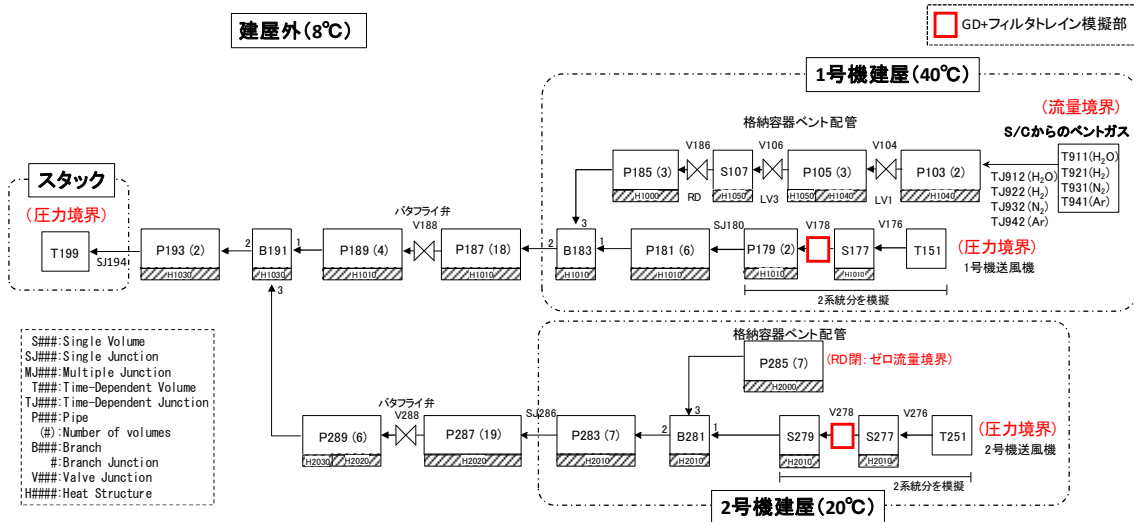 建屋外(8℃)
GD+フィルタトレイン模擬部
1号機建屋(40℃)
(流量境界)
S/Cからのベントガス
格納容器ベント配管
V186
V106
V104
P185 (3)
S107
P105 (3)
P103 (2)
H1000
H1050
H1050
H1040
H1040
RD
LV3
LV1
TJ912(H₂O)
TJ922(H₂)
TJ932(N₂)
TJ942(Ar)
T911(H₂O)
T921(H₂)
T931(N₂)
T941(Ar)
スタック
(圧力境界)
バタフライ弁
V188
SJ180
V178
V176
3
T199
SJ194
P193 (2)
2
B191
1
P189 (4)
P187 (18)
2
B183
1
P181 (6)
P179 (2)
S177
T151
(圧力境界)
1号機送風機
H1030
H1030
H1010
H1010
H1010
H1010
H1010
H1010
3
2系統分を模擬
格納容器ベント配管
P285 (7)
(RD閉:ゼロ流量境界)
H2000
バタフライ弁
V288
SJ286
3
V278
V276
P289 (6)
P287 (19)
P283 (7)
2
B281
1
S279
S277
T251
(圧力境界)
2号機送風機
H2030
H2020
H2020
H2010
H2010
H2010
H2010
2系統分を模擬
2号機建屋(20℃)
S###:Single Volume
SJ###:Single Junction
MJ###:Multiple Junction
T###:Time-Dependent Volume
TJ###:Time-Dependent Junction
P###:Pipe
(#):Number of volumes
B###:Branch
#:Branch Junction
V###:Valve Junction
H####:Heat Structure